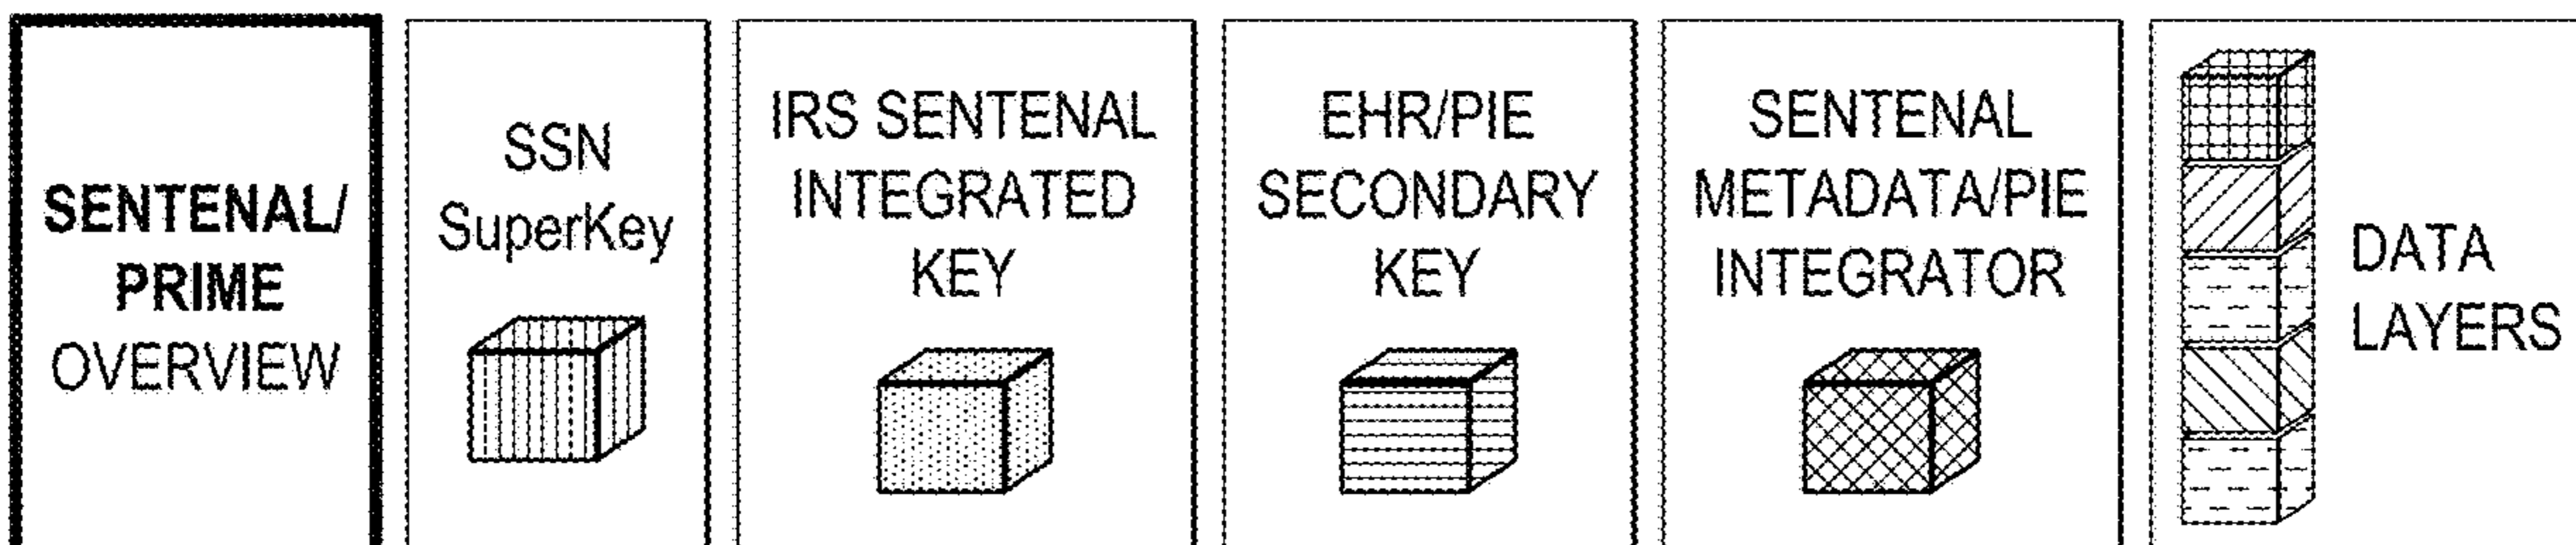 SENTENAL/
PRIME
OVERVIEW
SSN
SuperKey
IRS SENTENAL
INTEGRATED
KEY
EHR/PIE
SECONDARY
KEY
SENTENAL
METADATA/PIE
INTEGRATOR
DATA
LAYERS